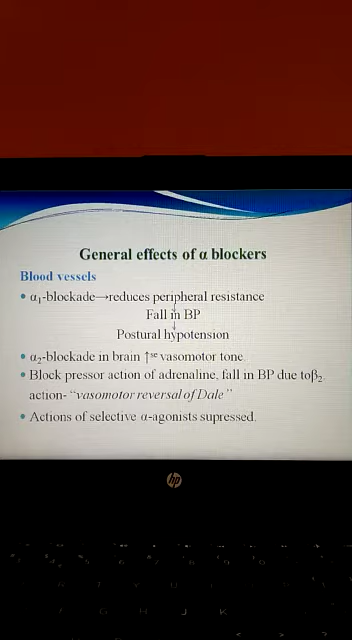 General effects of α blockers
Blood vessels
• α₁-blockade→reduces peripheral resistance
Fall in BP
↓
Postural hypotension
• α₂-blockade in brain ↑ˢᵉ vasomotor tone
• Block pressor action of adrenaline, fall in BP due toβ₂
action- “vasomotor reversal of Dale”
• Actions of selective α-agonists supressed.
hp